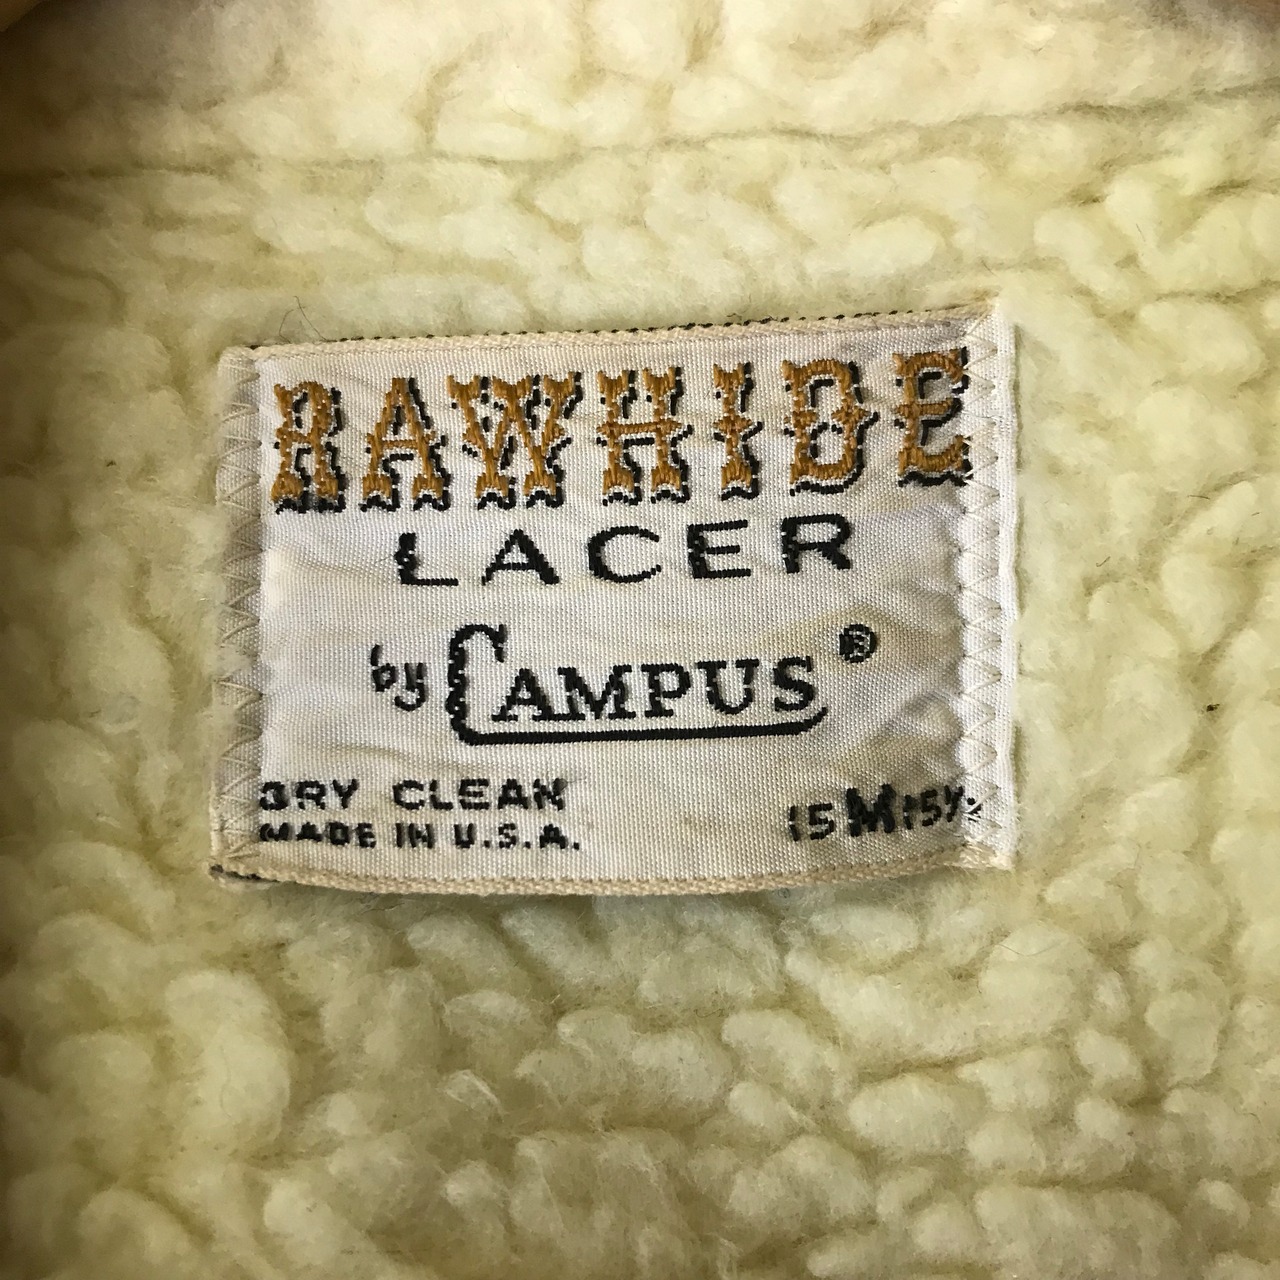 RAWHIDE
LACER
by CAMPUS®
DRY CLEAN
MADE IN U.S.A.
15 M 15½